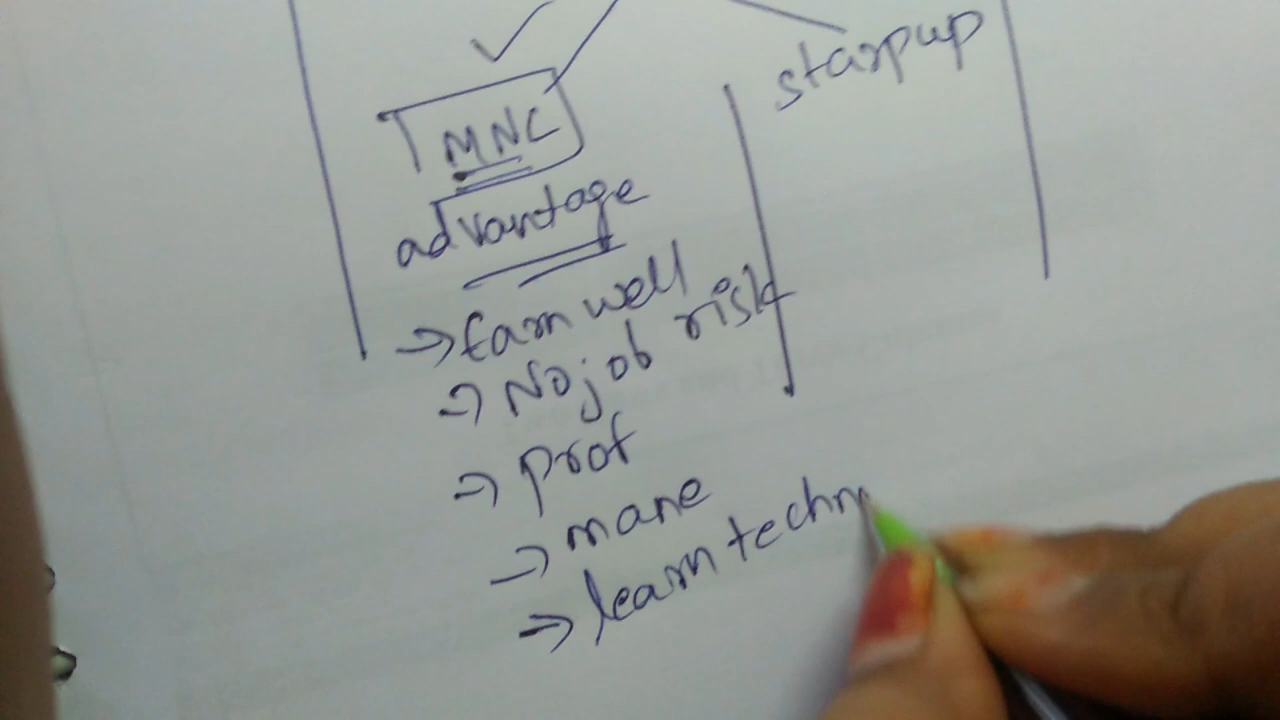 starpup
MNC
advantage
→ Earn well
→ No job risk
→ prof
→ mane
→ learn techn